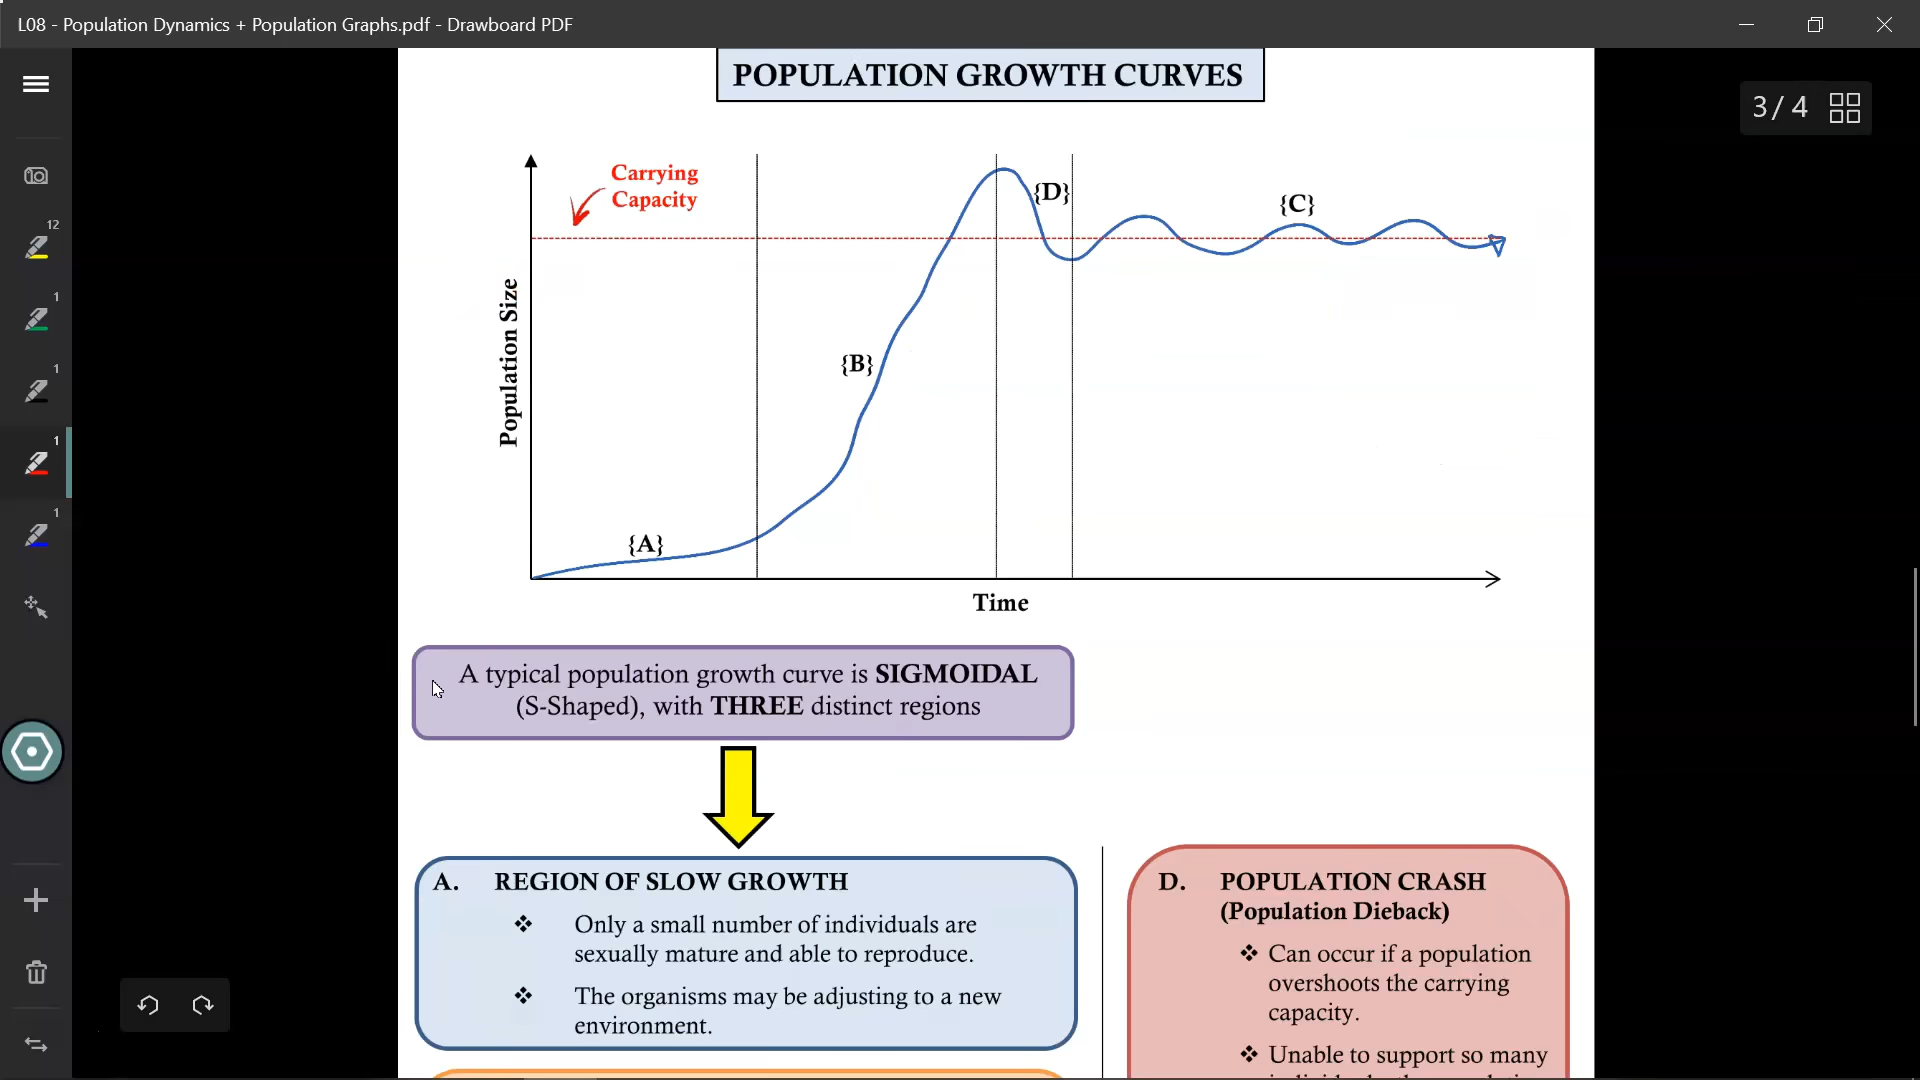 L08 - Population Dynamics + Population Graphs.pdf - Drawboard PDF
3 / 4
12
1
1
1
1
POPULATION GROWTH CURVES
Carrying
Capacity
{D}
{C}
{B}
{A}
Population Size
Time
A typical population growth curve is SIGMOIDAL
(S-Shaped), with THREE distinct regions
A. REGION OF SLOW GROWTH
❖ Only a small number of individuals are
sexually mature and able to reproduce.
❖ The organisms may be adjusting to a new
environment.
D. POPULATION CRASH
(Population Dieback)
❖ Can occur if a population
overshoots the carrying
capacity.
❖ Unable to support so many